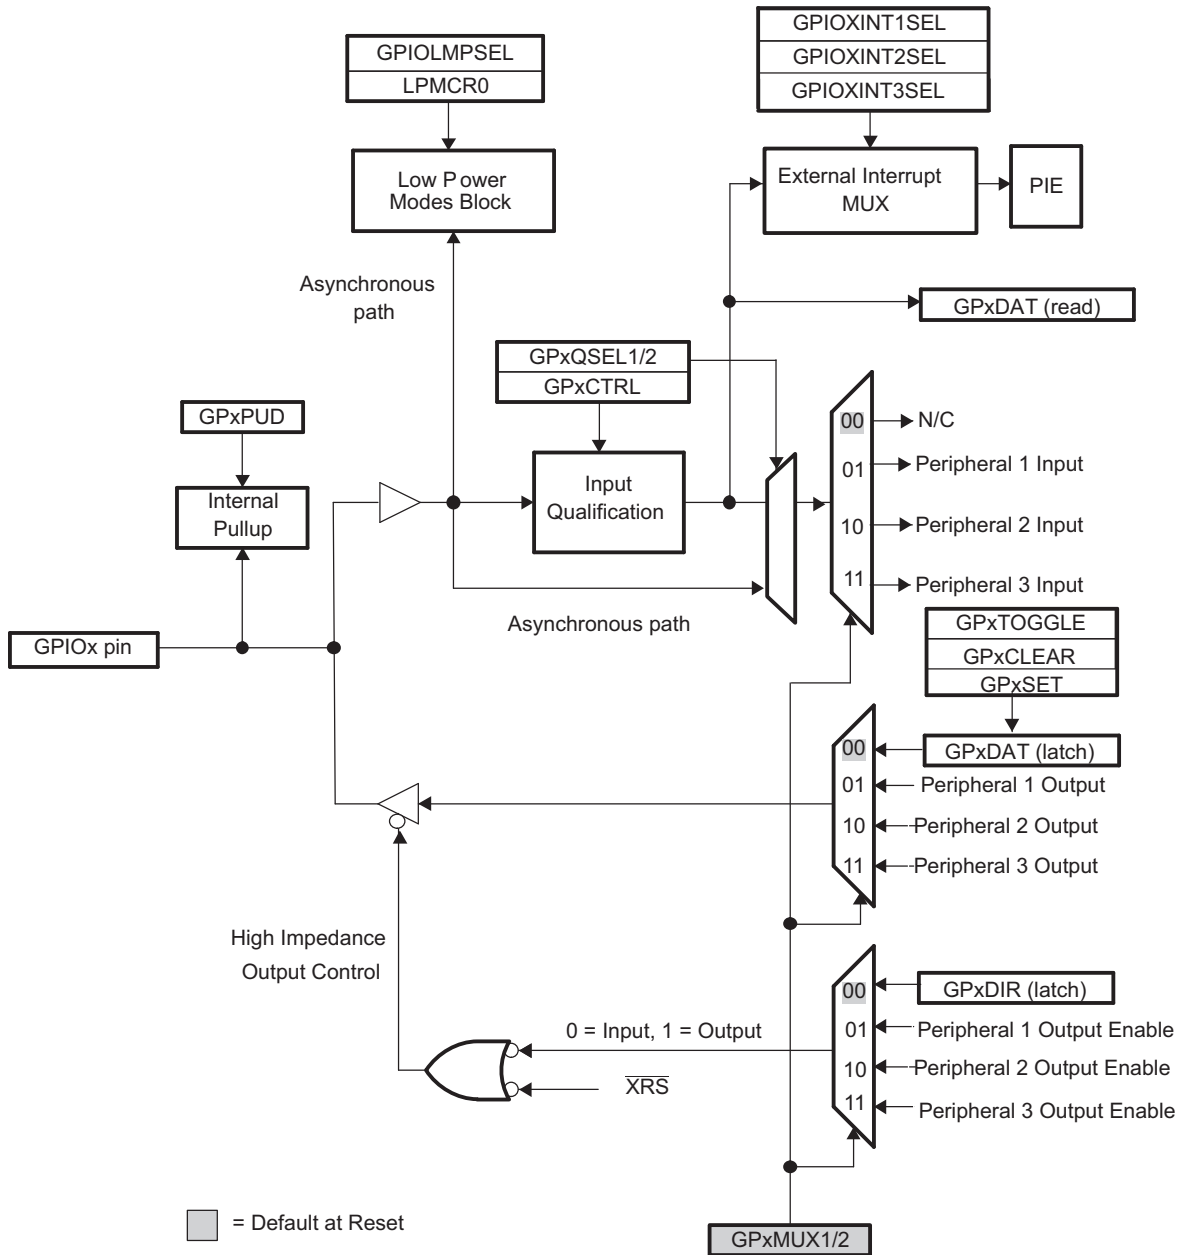 GPIOLMPSEL
LPMCR0
Low Power
Modes Block
GPIOXINT1SEL
GPIOXINT2SEL
GPIOXINT3SEL
External Interrupt
MUX
PIE
Asynchronous
path
GPxDAT (read)
GPxQSEL1/2
GPxCTRL
GPxPUD
Internal
Pullup
Input
Qualification
00
N/C
01
Peripheral 1 Input
10
Peripheral 2 Input
11
Peripheral 3 Input
Asynchronous path
GPIOx pin
GPxTOGGLE
GPxCLEAR
GPxSET
00
GPxDAT (latch)
01
Peripheral 1 Output
10
Peripheral 2 Output
11
Peripheral 3 Output
High Impedance
Output Control
00
GPxDIR (latch)
0 = Input, 1 = Output
01
Peripheral 1 Output Enable
10
Peripheral 2 Output Enable
XRS
11
Peripheral 3 Output Enable
= Default at Reset
GPxMUX1/2